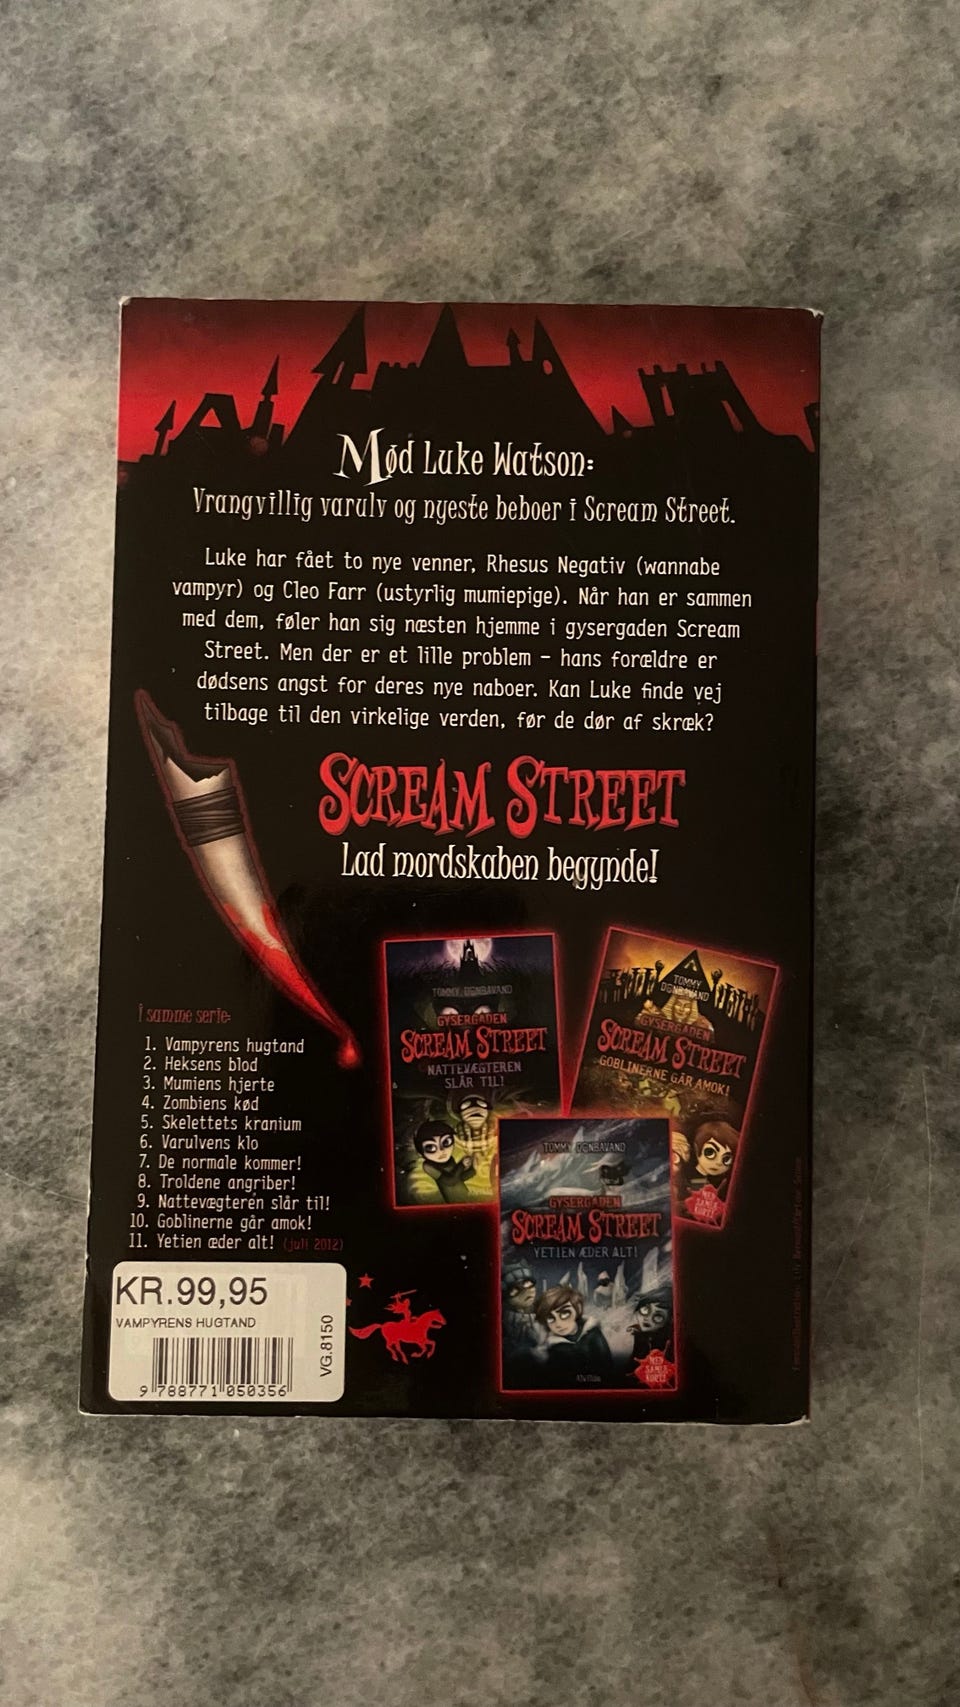 Mød Luke Watson:
Vrangvillig varulv og nyeste beboer i Scream Street.
Luke har fået to nye venner, Rhesus Negativ (wannabe
vampyr) og Cleo Farr (ustyrlig mumiepige). Når han er sammen
med dem, føler han sig næsten hjemme i gysergaden Scream
Street. Men der er et lille problem – hans forældre er
dødsens angst for deres nye naboer. Kan Luke finde vej
tilbage til den virkelige verden, før de dør af skræk?
SCREAM STREET
Lad mordskaben begynde!
I samme serie:
1. Vampyrens hugtand
2. Heksens blod
3. Mumiens hjerte
4. Zombiens kød
5. Skelettets kranium
6. Varulvens klo
7. De normale kommer!
8. Troldene angriber!
9. Nattevægteren slår til!
10. Goblinerne går amok!
11. Yetien æder alt! (juli 2012)
TOMMY DONBAVAND
GYSERGADEN
SCREAM STREET
NATTEVÆGTEREN
SLÅR TIL!
TOMMY
DONBAVAND
GYSERGADEN
SCREAM STREET
GOBLINERNE GÅR AMOK!
MED
SAMLE
KORT!
TOMMY DONBAVAND
GYSERGADEN
SCREAM STREET
YETIEN ÆDER ALT!
MED
SAMLE
KORT!
KR.99,95
VAMPYRENS HUGTAND
VG.8150
9 788771 050356